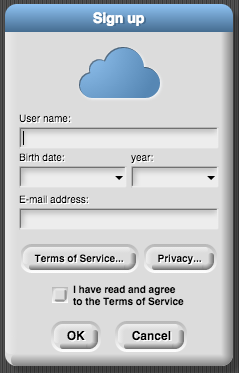 Sign up
User name:
Birth date: year:
E-mail address:
Terms of Service... Privacy...
I have read and agree
to the Terms of Service
OK Cancel